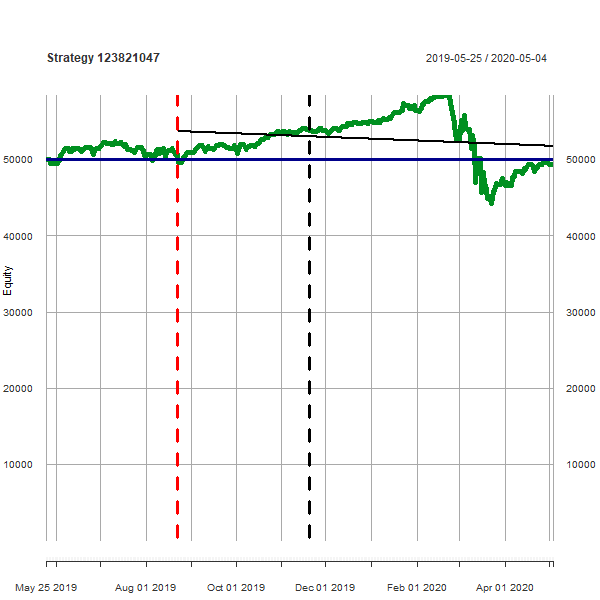 Strategy 123821047
2019-05-25 / 2020-05-04
50000
50000
40000
40000
Equity
30000
30000
20000
20000
10000
10000
May 25 2019
Aug 01 2019
Oct 01 2019
Dec 01 2019
Feb 01 2020
Apr 01 2020